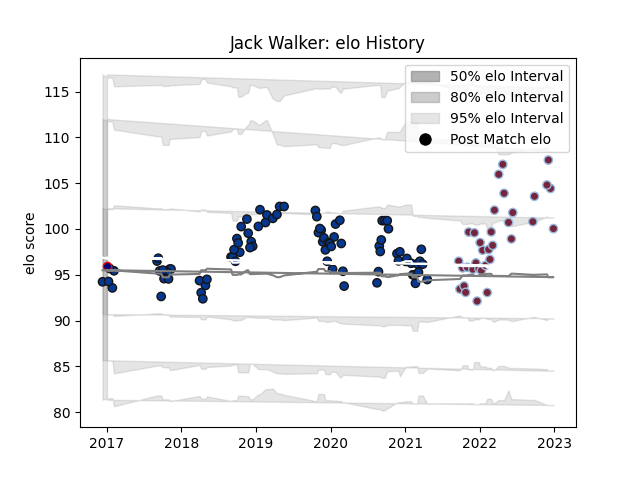 Jack Walker: elo History
50% elo Interval
80% elo Interval
95% elo Interval
Post Match elo
elo score
115
110
105
100
95
90
85
80
2017 2018 2019 2020 2021 2022 2023